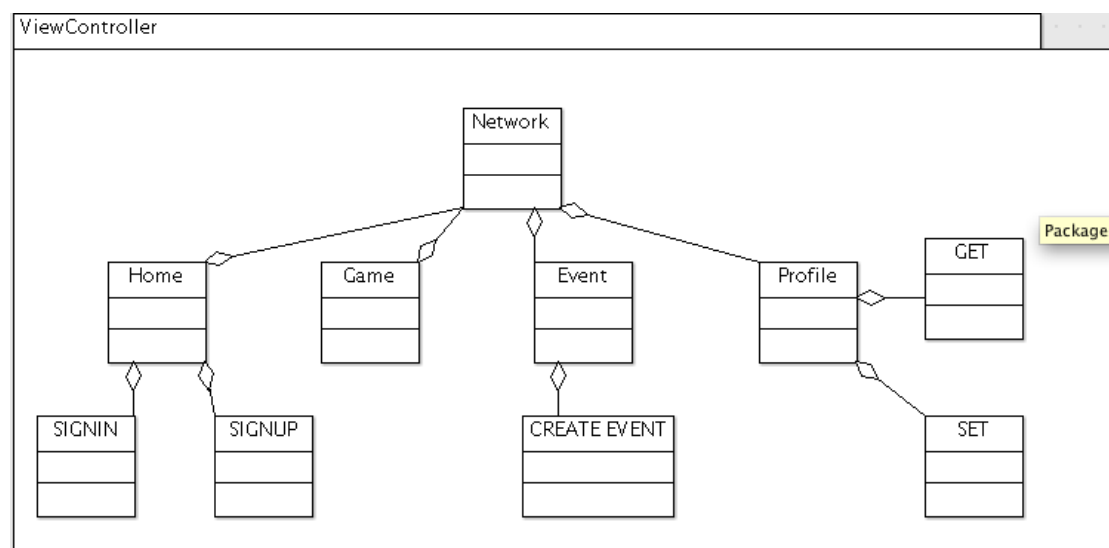 ViewController
Network
Package
GET
Home
Game
Event
Profile
SIGNIN
SIGNUP
CREATE EVENT
SET